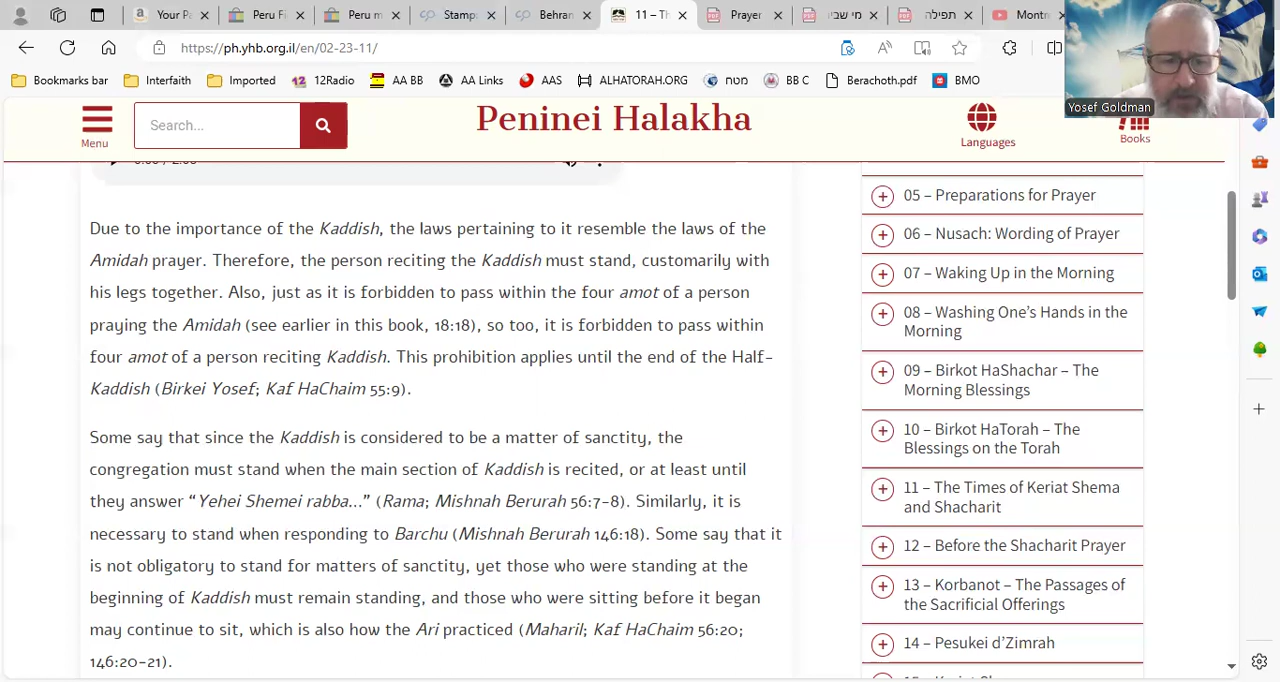 Your Pa
Peru Fi
Peru m
Stamp
Behran
11 – Th
Prayer
מי שבי
תפילה
Montr
https://ph.yhb.org.il/en/02-23-11/
Bookmarks bar
Interfaith
Imported
12Radio
AA BB
AA Links
AAS
ALHATORAH.ORG
מטח
BB C
Berachoth.pdf
BMO
Yosef Goldman
Menu
Search...
Peninei Halakha
Languages
Books
Due to the importance of the Kaddish, the laws pertaining to it resemble the laws of the
Amidah prayer. Therefore, the person reciting the Kaddish must stand, customarily with
his legs together. Also, just as it is forbidden to pass within the four amot of a person
praying the Amidah (see earlier in this book, 18:18), so too, it is forbidden to pass within
four amot of a person reciting Kaddish. This prohibition applies until the end of the Half-
Kaddish (Birkei Yosef; Kaf HaChaim 55:9).
Some say that since the Kaddish is considered to be a matter of sanctity, the
congregation must stand when the main section of Kaddish is recited, or at least until
they answer “Yehei Shemei rabba…” (Rama; Mishnah Berurah 56:7-8). Similarly, it is
necessary to stand when responding to Barchu (Mishnah Berurah 146:18). Some say that it
is not obligatory to stand for matters of sanctity, yet those who were standing at the
beginning of Kaddish must remain standing, and those who were sitting before it began
may continue to sit, which is also how the Ari practiced (Maharil; Kaf HaChaim 56:20;
146:20-21).
05 – Preparations for Prayer
06 – Nusach: Wording of Prayer
07 – Waking Up in the Morning
08 – Washing One’s Hands in the
Morning
09 – Birkot HaShachar – The
Morning Blessings
10 – Birkot HaTorah – The
Blessings on the Torah
11 – The Times of Keriat Shema
and Shacharit
12 – Before the Shacharit Prayer
13 – Korbanot – The Passages of
the Sacrificial Offerings
14 – Pesukei d’Zimrah